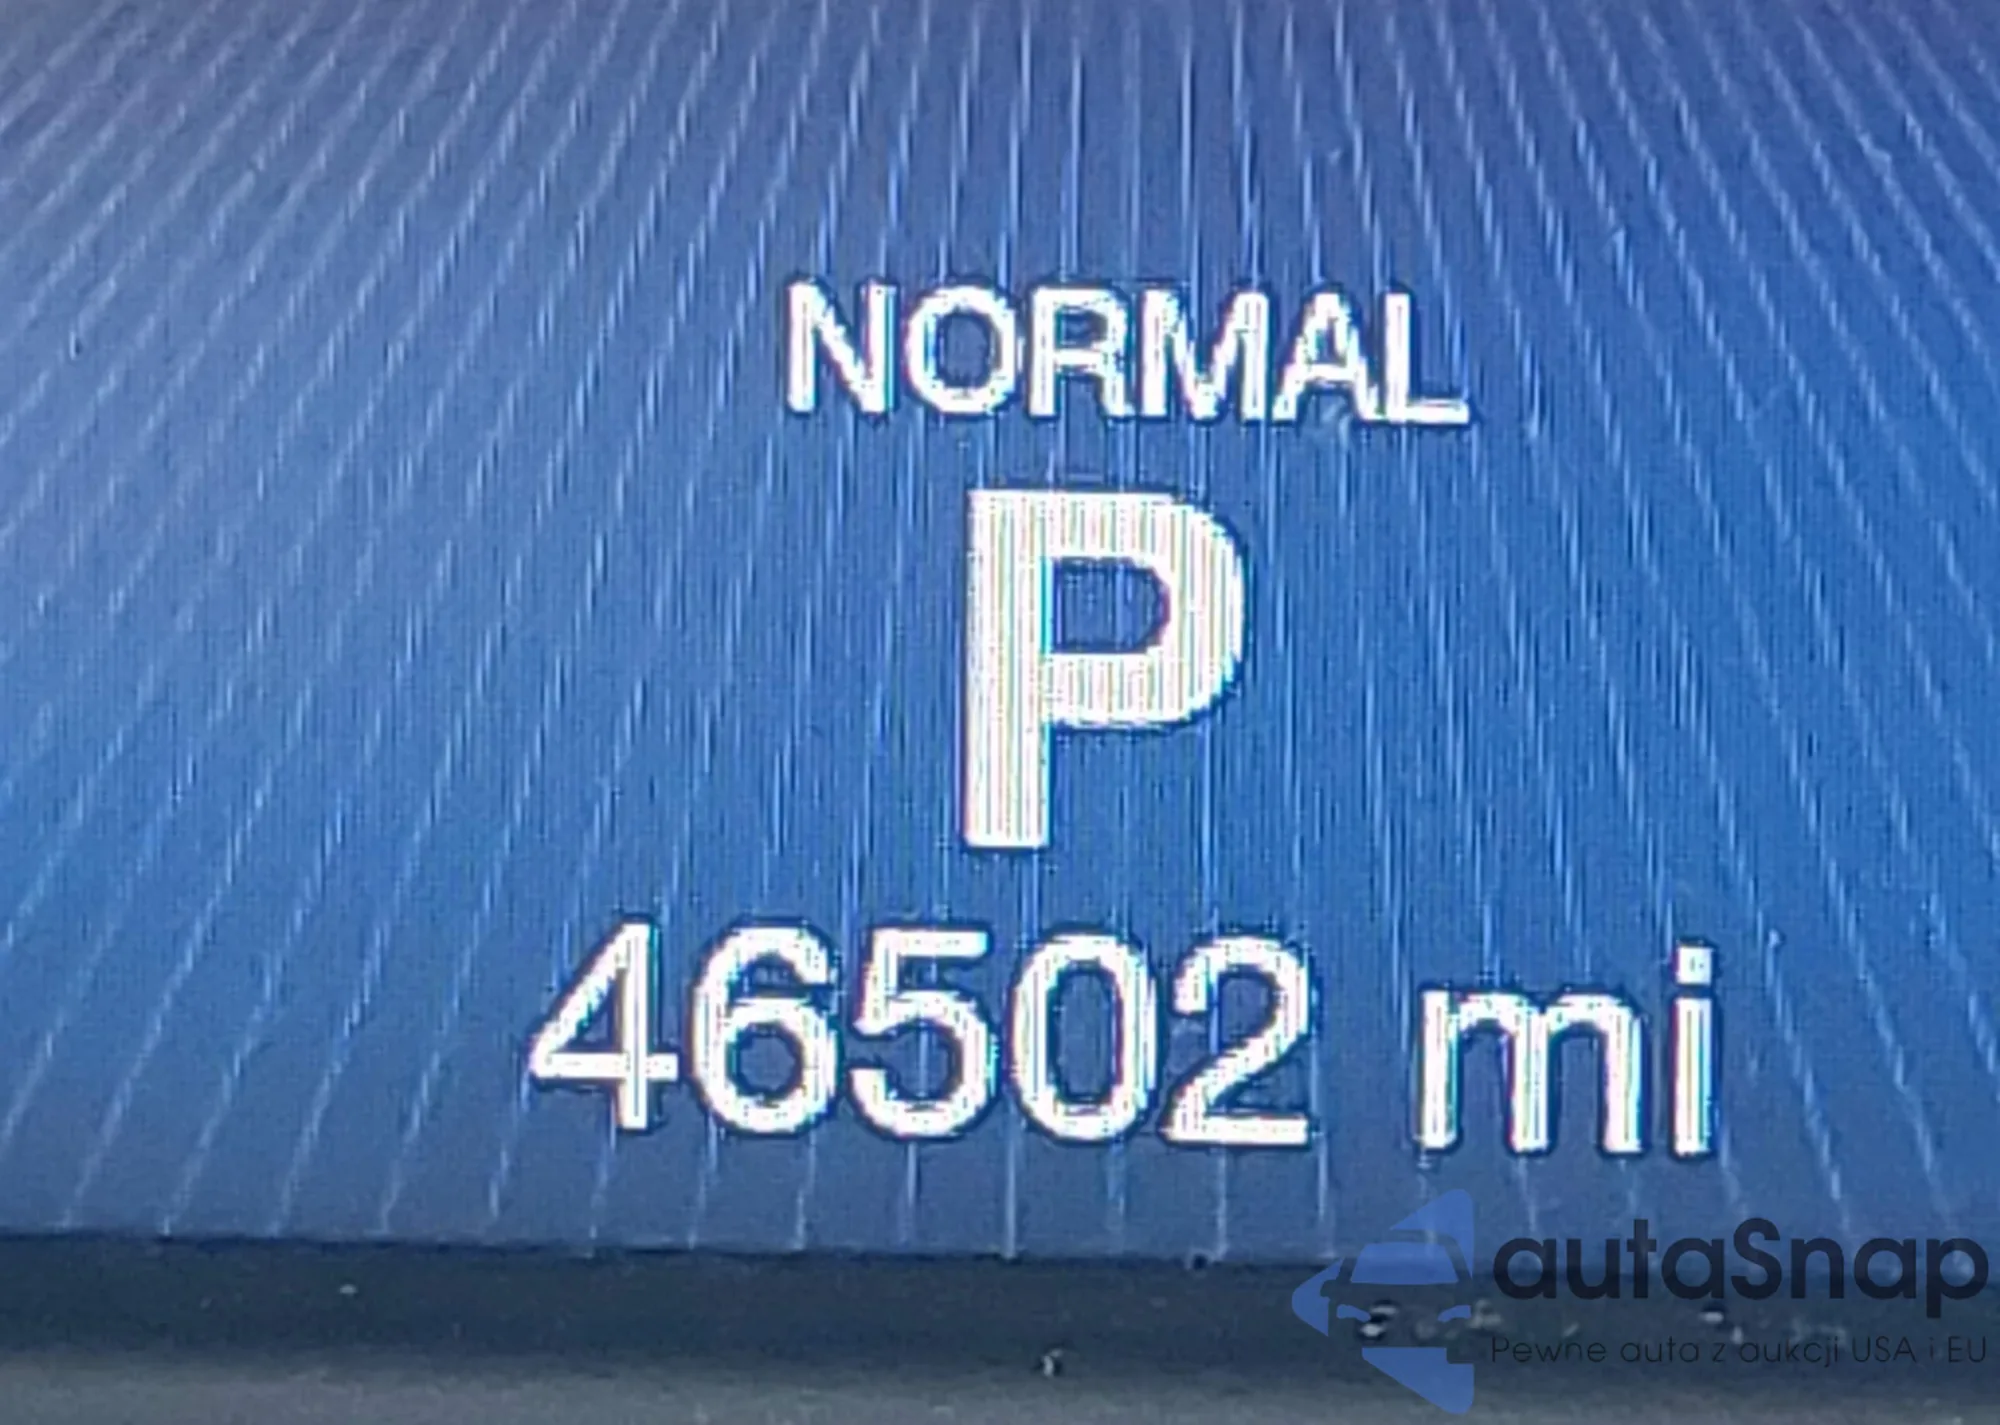 NORMAL
P
46502 mi
autaSnap
Pewne auta z aukcji USA i EU